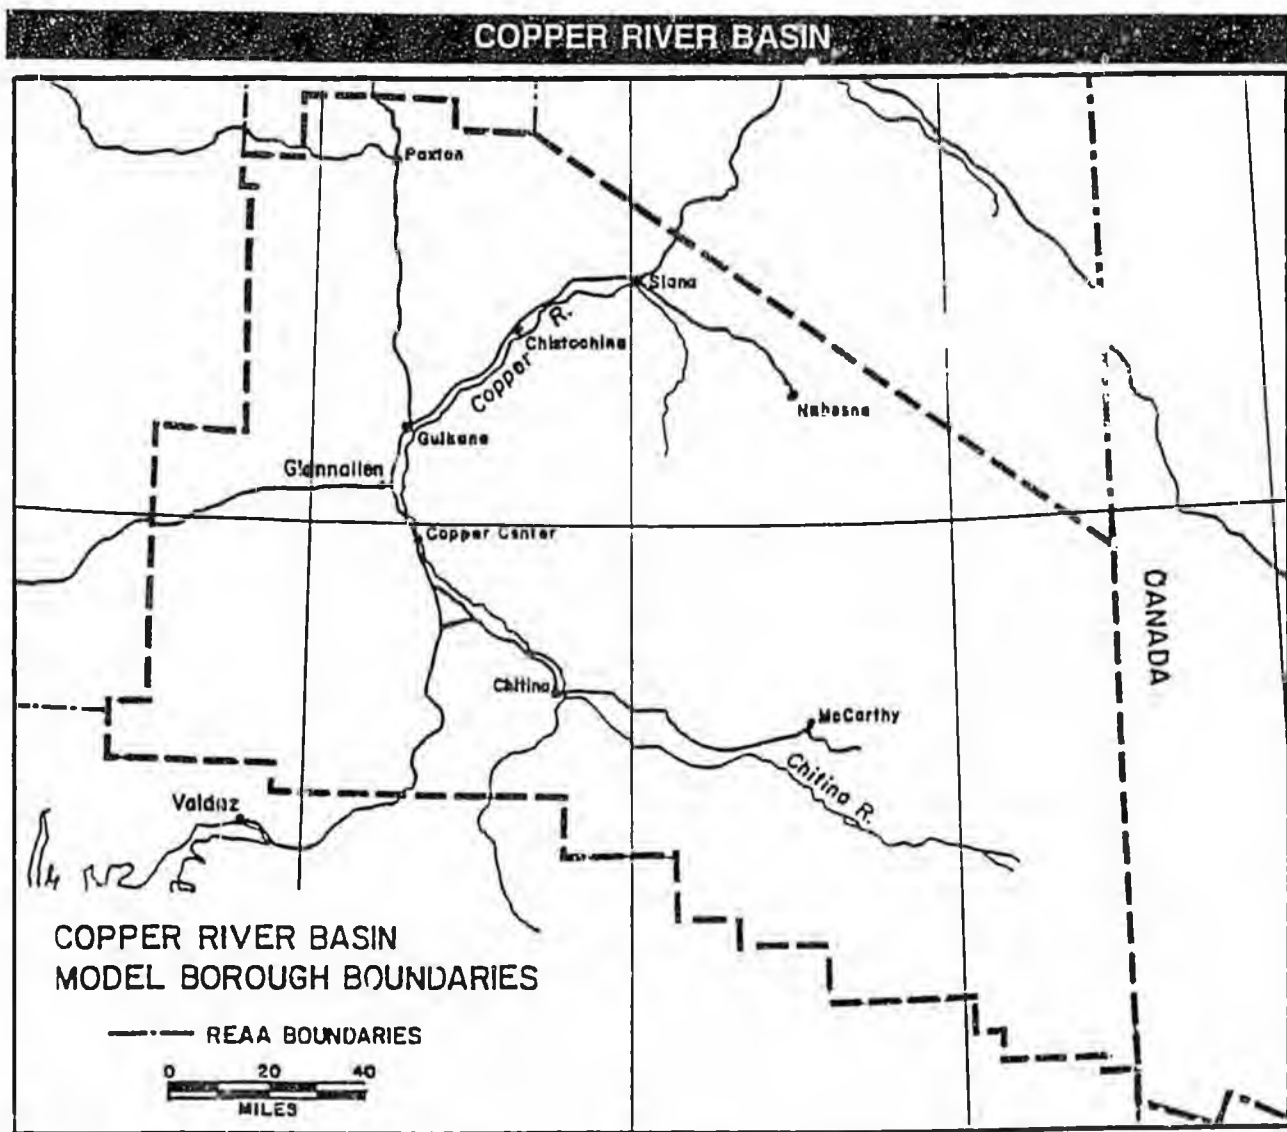 COPPER RIVER BASIN
Paxton
Slana
R.
Chistochina
Copper
Nabesna
Gulkana
Glennallen
Copper Center
CANADA
Chitina
McCarthy
Chitina R.
Valdez
COPPER RIVER BASIN
MODEL BOROUGH BOUNDARIES
REAA BOUNDARIES
0 20 40
MILES